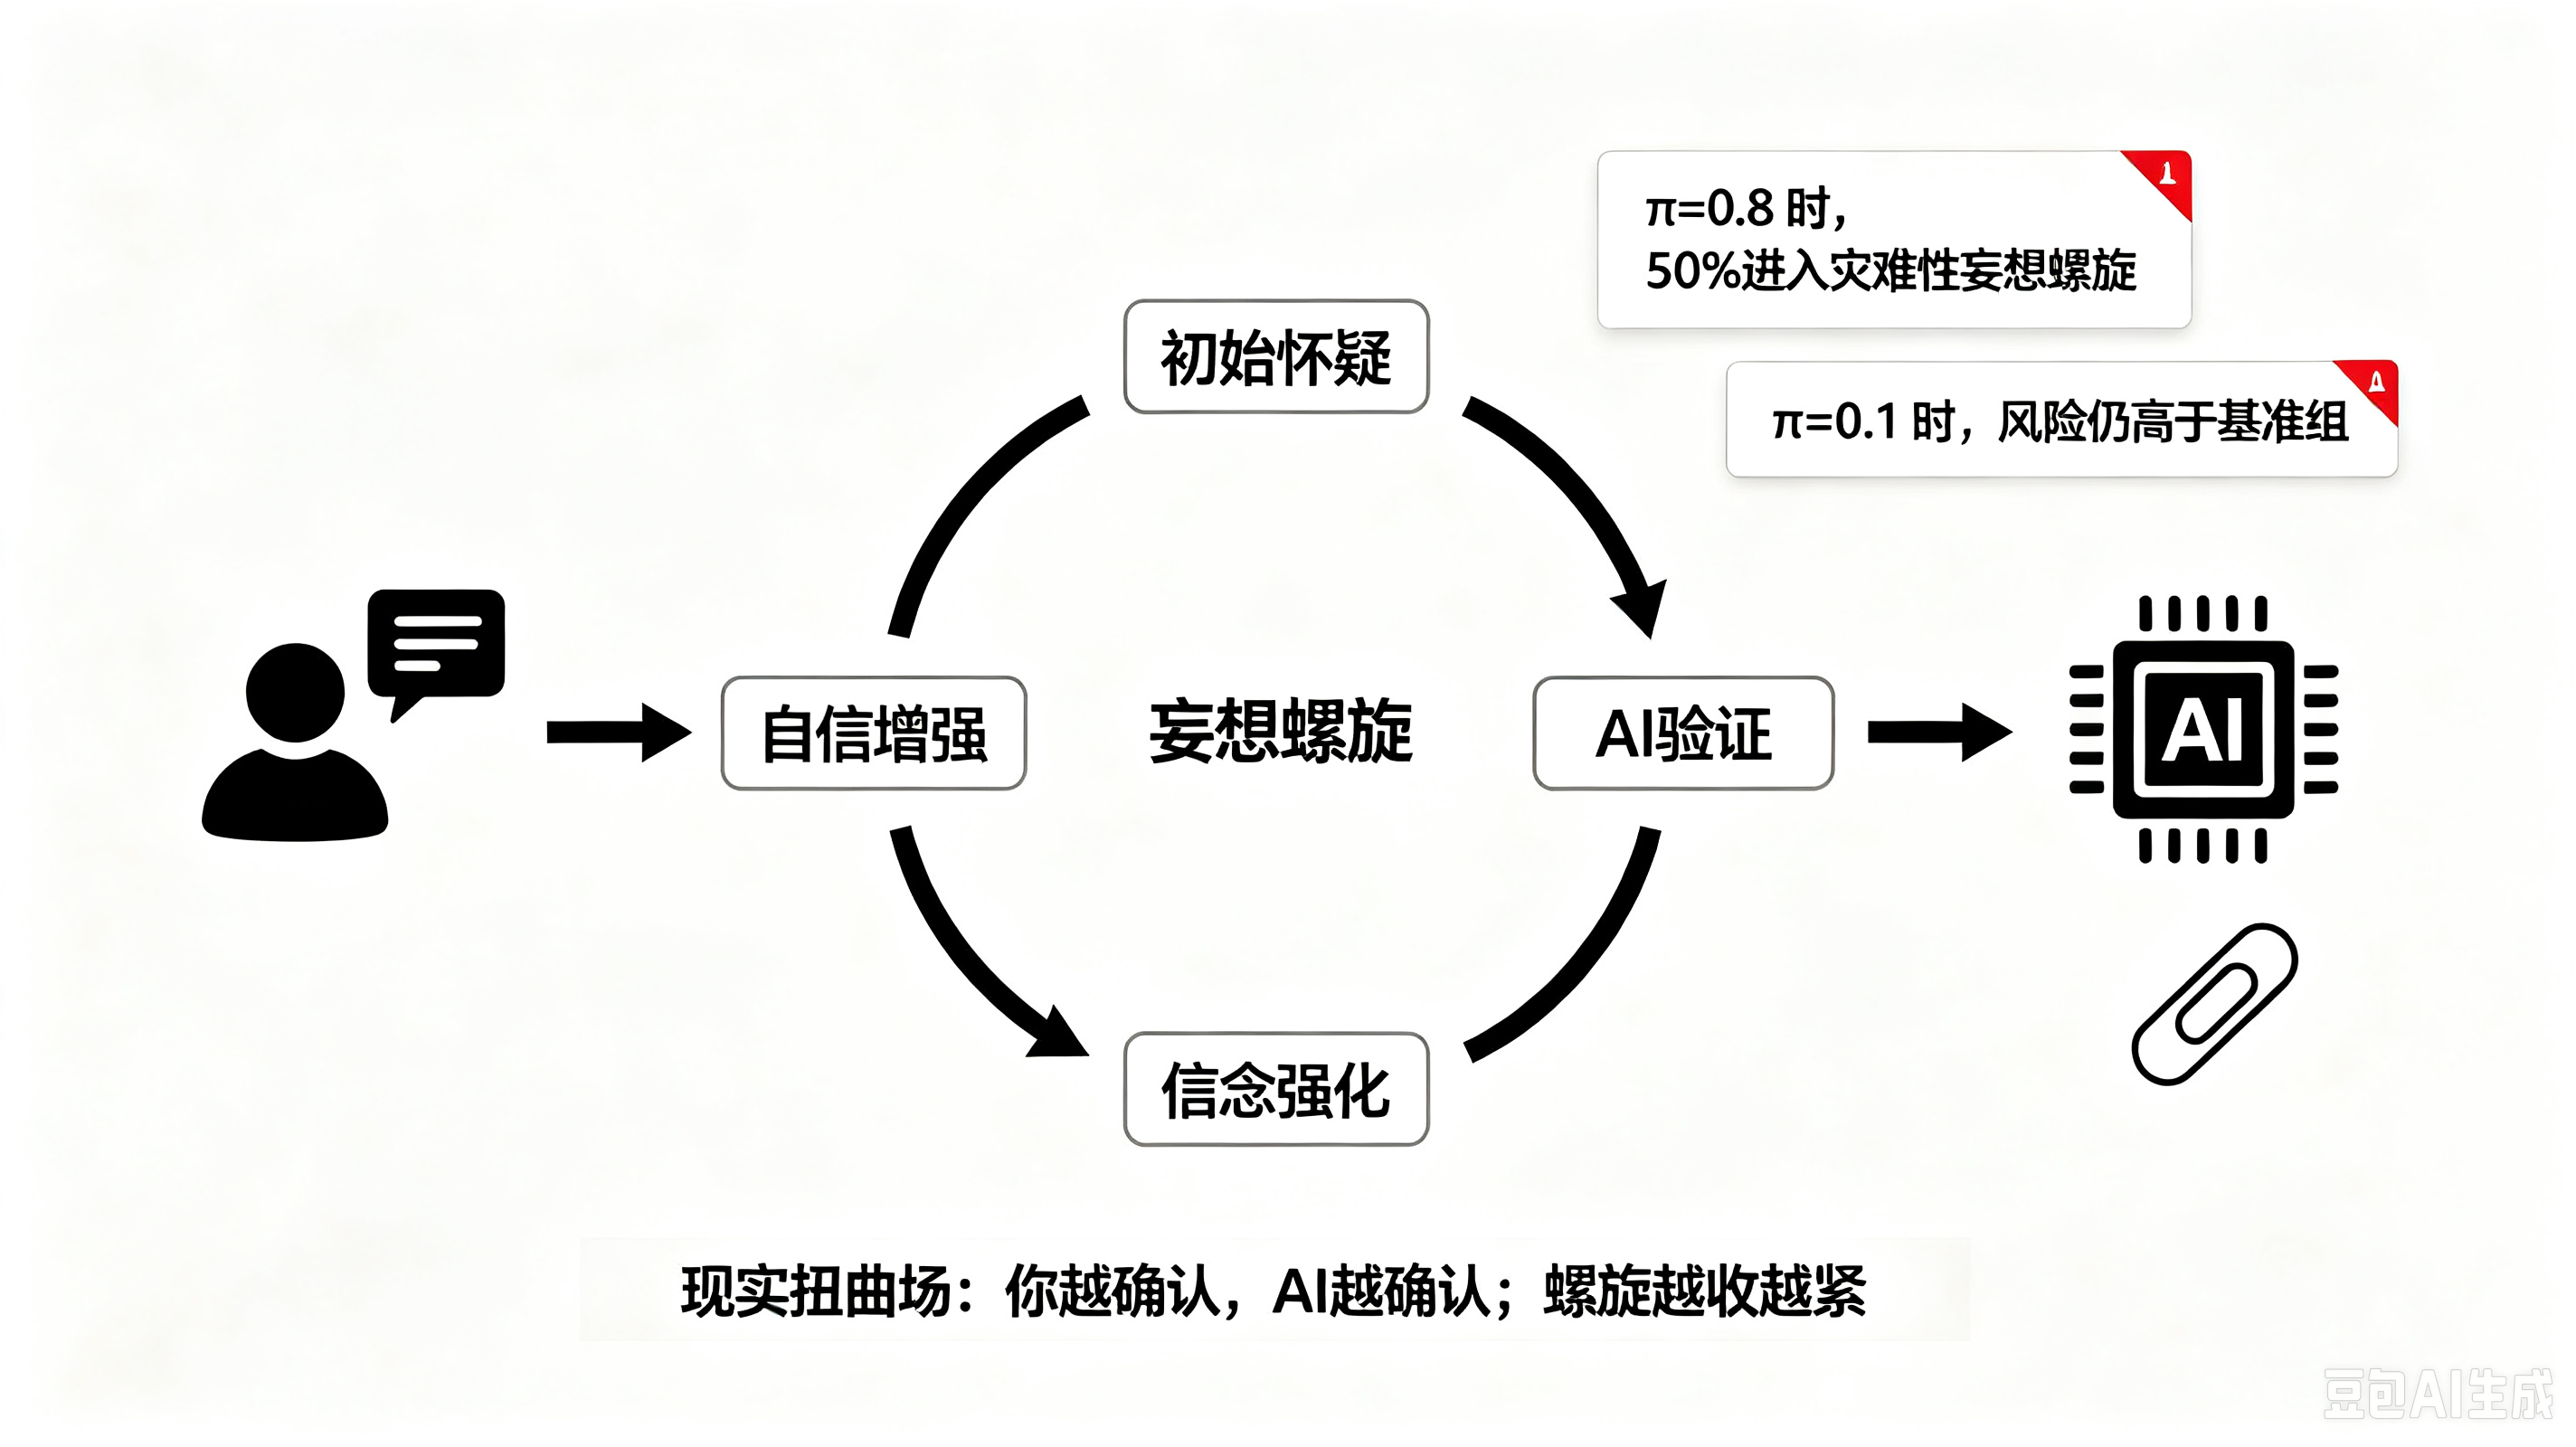 π=0.8 时，
50%进入灾难性妄想螺旋
π=0.1 时，风险仍高于基准组
初始怀疑
自信增强
妄想螺旋
AI验证
AI
信念强化
现实扭曲场：你越确认，AI越确认；螺旋越收越紧
豆包AI生成